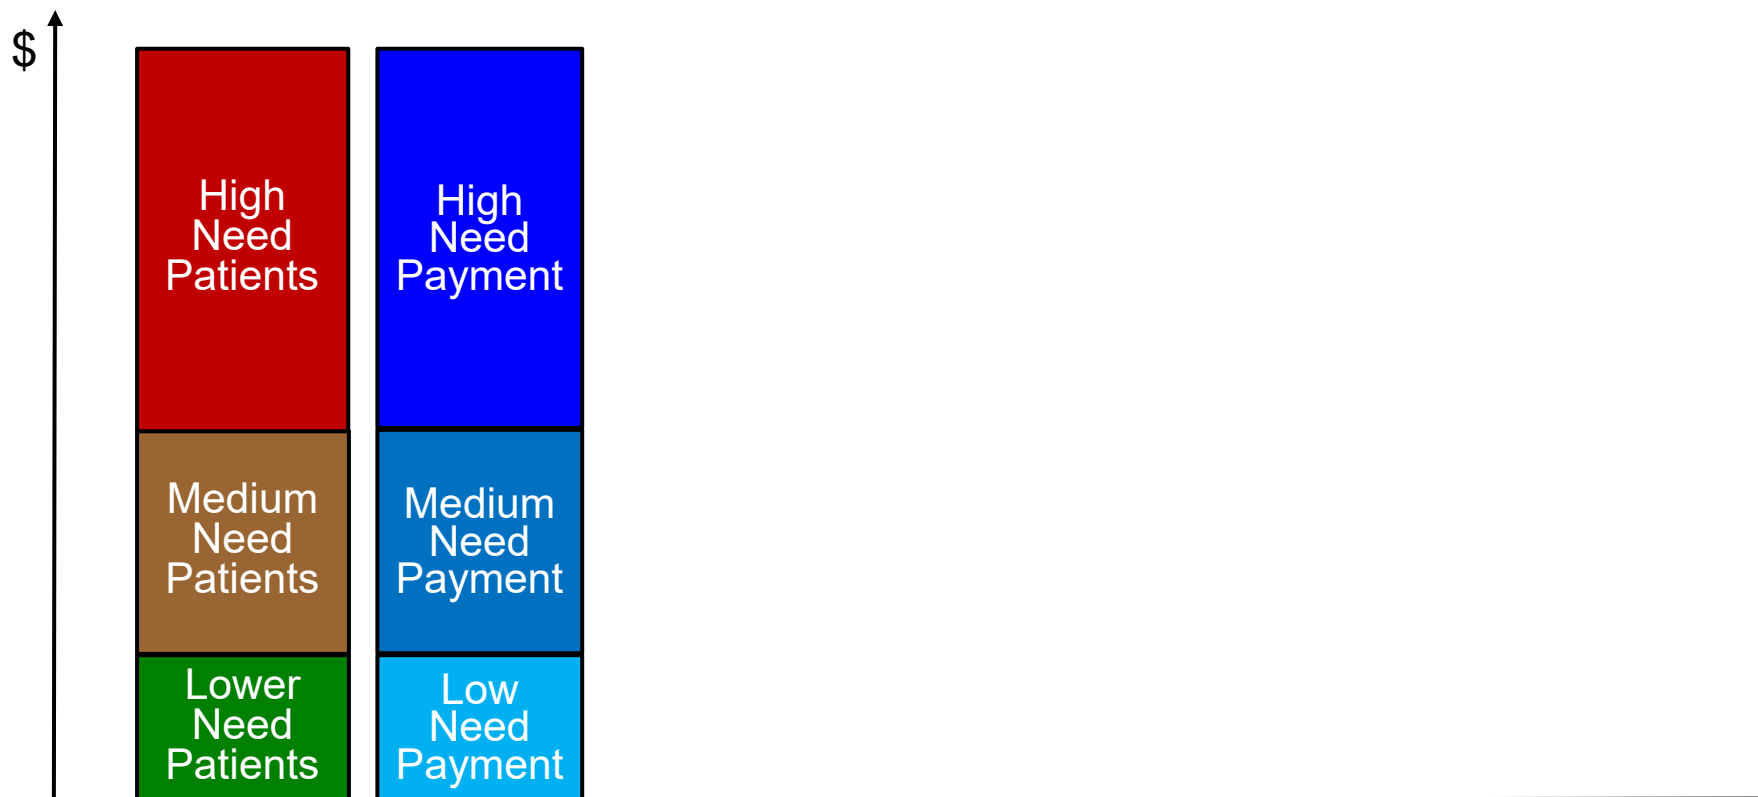 $
High
Need
Patients
High
Need
Payment
Medium
Need
Patients
Medium
Need
Payment
Lower
Need
Patients
Low
Need
Payment